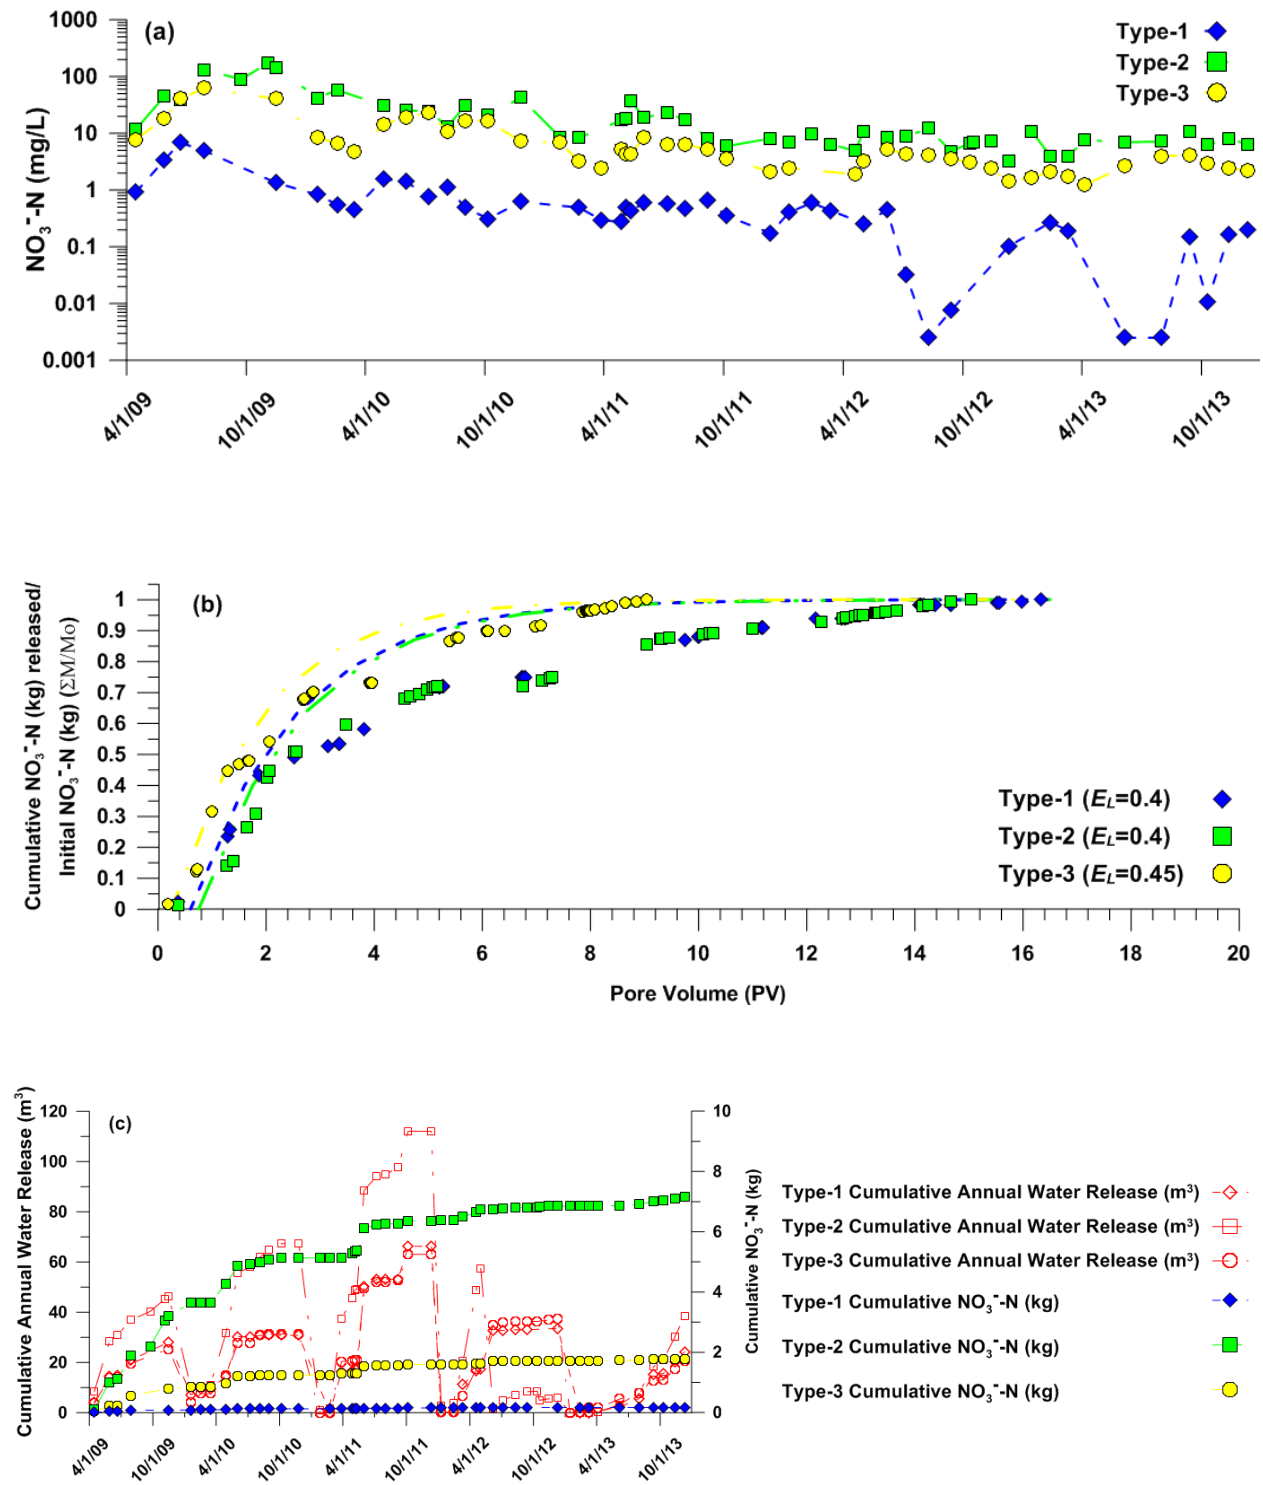 (a)
Type-1
Type-2
Type-3
NO₃⁻-N (mg/L)
1000
100
10
1
0.1
0.01
0.001
4/1/09
10/1/09
4/1/10
10/1/10
4/1/11
10/1/11
4/1/12
10/1/12
4/1/13
10/1/13
(b)
Cumulative NO₃⁻-N (kg) released/
Initial NO₃⁻-N (kg) (ΣM/Mo)
1
0.9
0.8
0.7
0.6
0.5
0.4
0.3
0.2
0.1
0
Type-1 (E_L=0.4)
Type-2 (E_L=0.4)
Type-3 (E_L=0.45)
0 2 4 6 8 10 12 14 16 18 20
Pore Volume (PV)
(c)
Cumulative Annual Water Release (m³)
120
100
80
60
40
20
0
10
8
6
4
2
0
Cumulative NO₃⁻-N (kg)
4/1/09
10/1/09
4/1/10
10/1/10
4/1/11
10/1/11
4/1/12
10/1/12
4/1/13
10/1/13
Type-1 Cumulative Annual Water Release (m³)
Type-2 Cumulative Annual Water Release (m³)
Type-3 Cumulative Annual Water Release (m³)
Type-1 Cumulative NO₃⁻-N (kg)
Type-2 Cumulative NO₃⁻-N (kg)
Type-3 Cumulative NO₃⁻-N (kg)